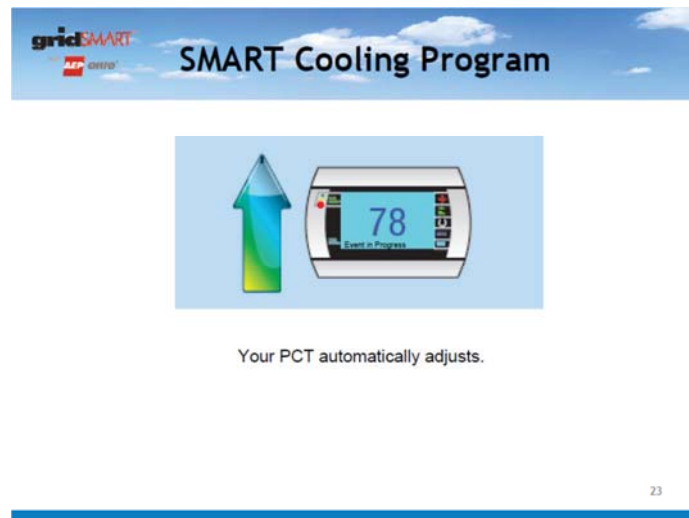 gridSMART
AEP OHIO
SMART Cooling Program
78
Event in Progress
Your PCT automatically adjusts.
23